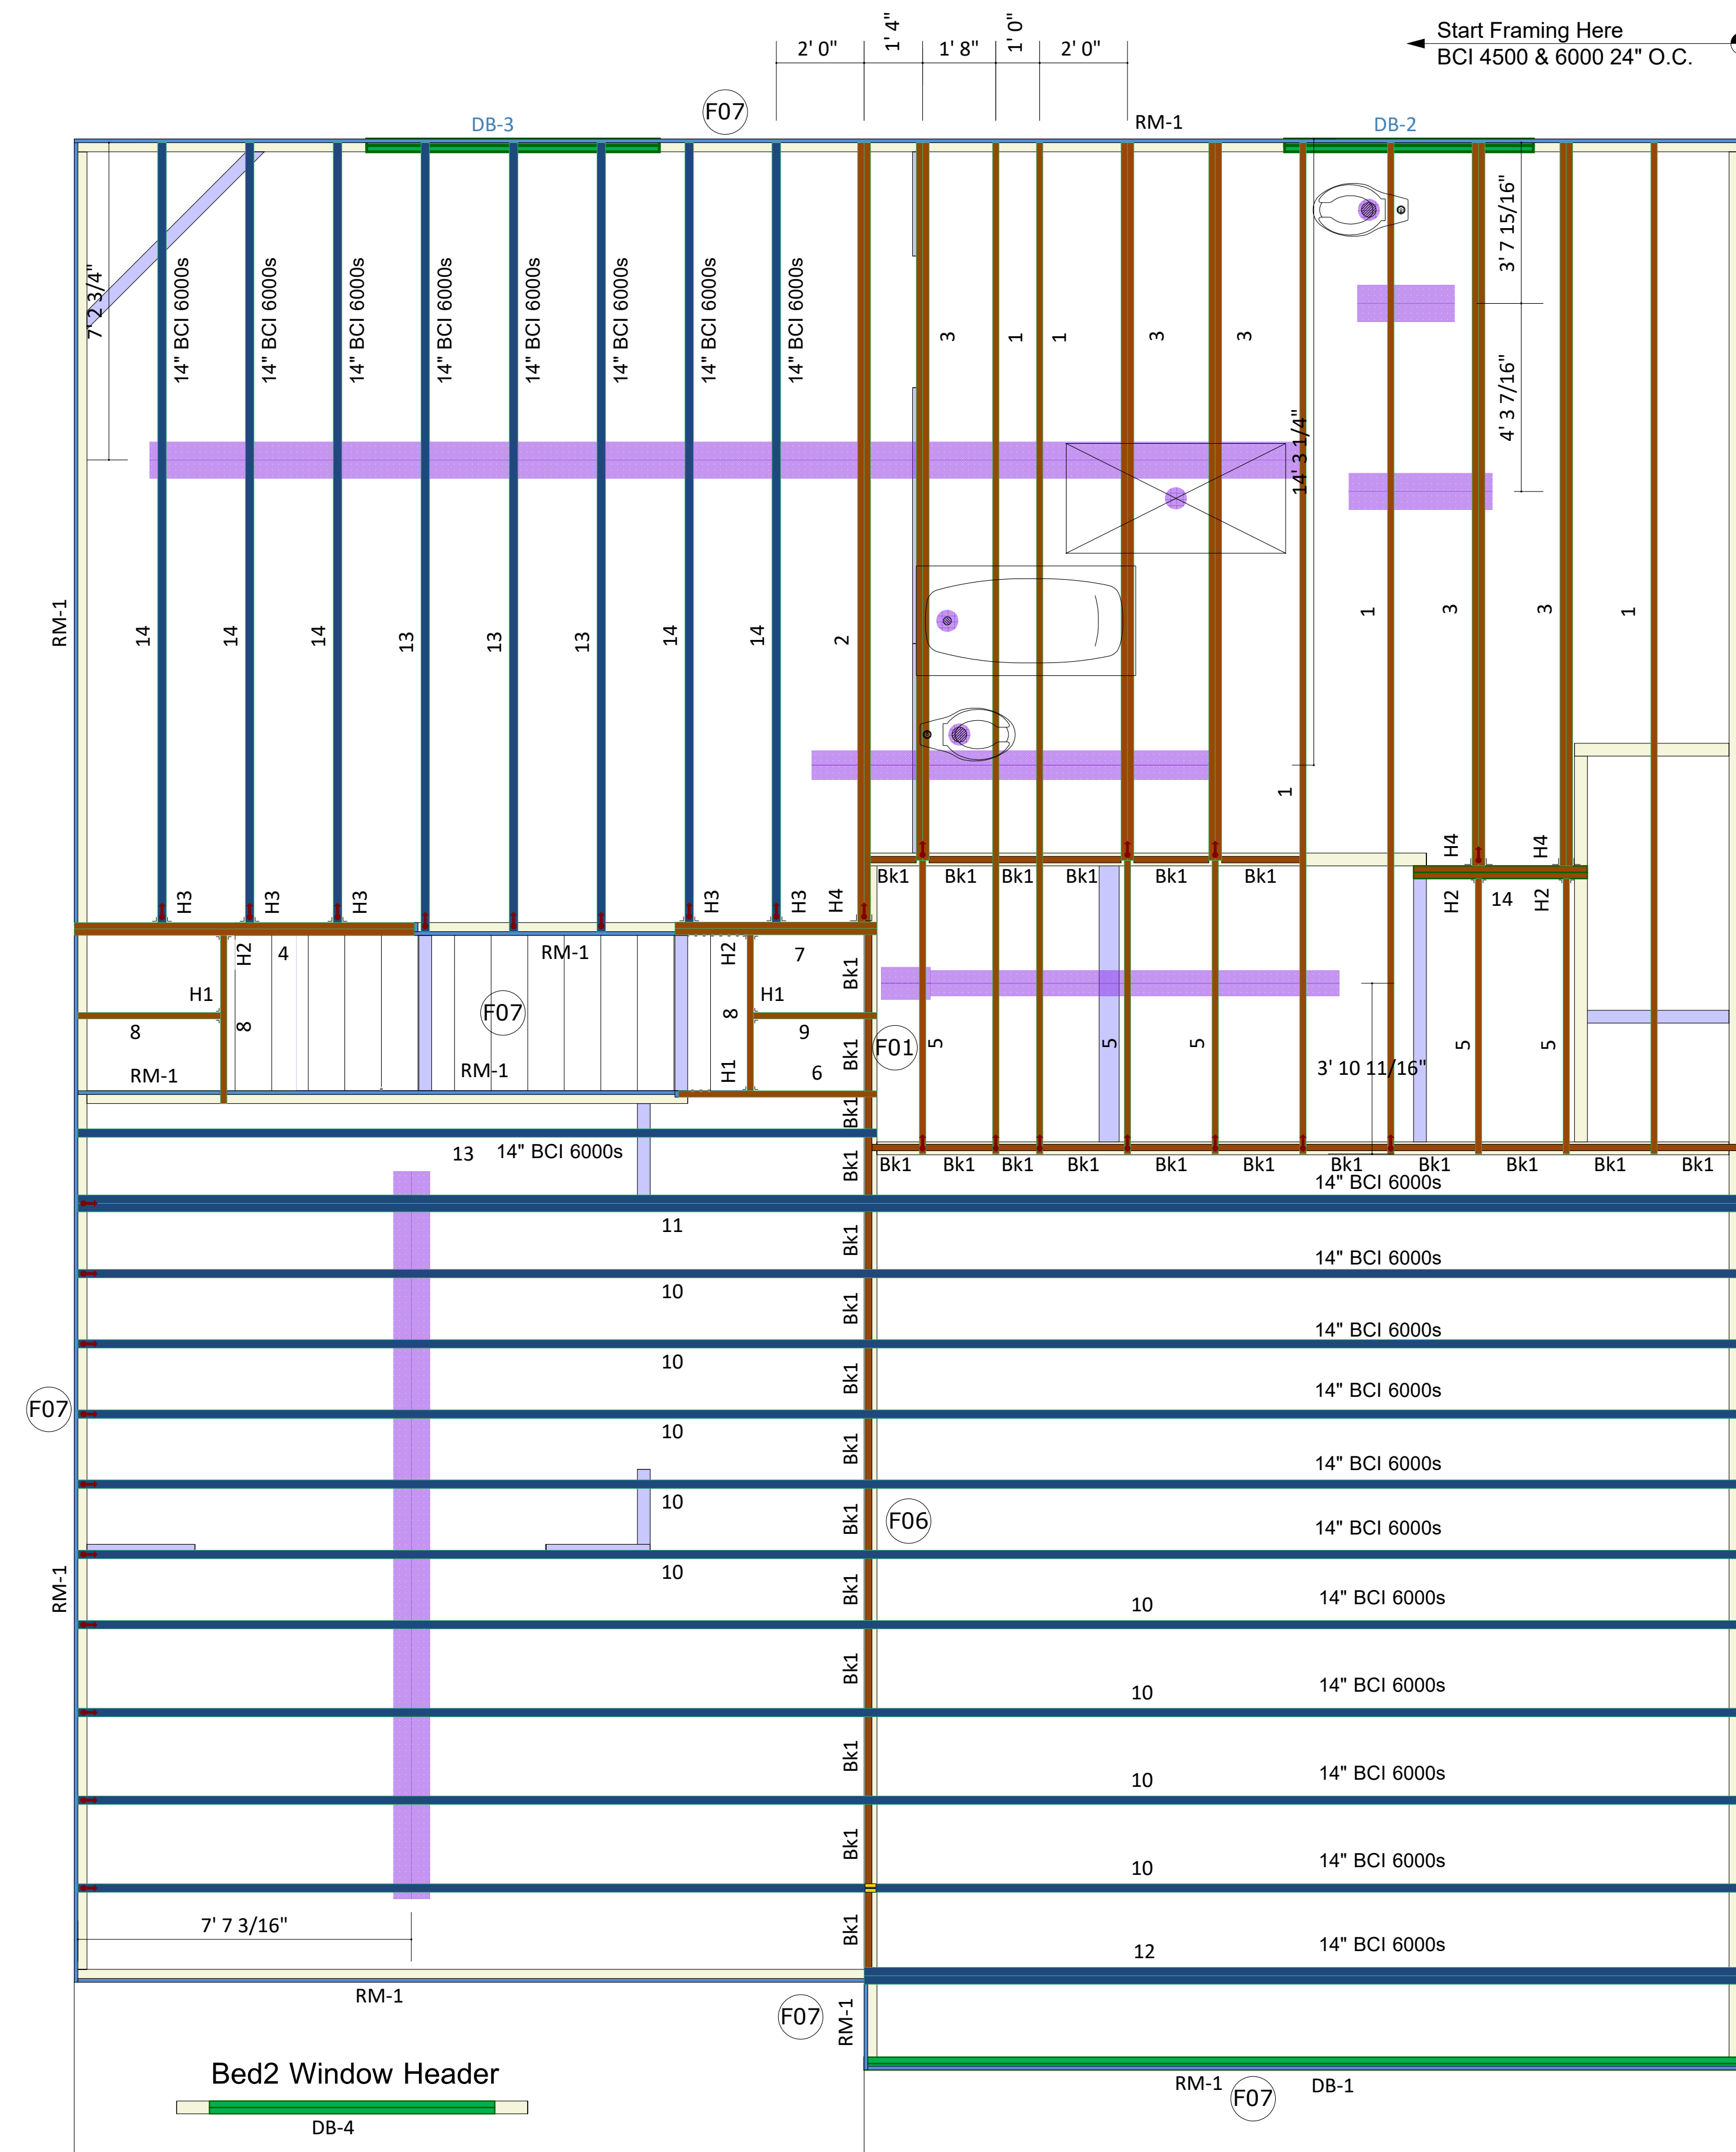 Start Framing Here
BCI 4500 & 6000 24" O.C.
2' 0"
1' 4"
1' 8"
1' 0"
2' 0"
F07
DB-3
RM-1
DB-2
7' 2 3/4"
14" BCI 6000s
14" BCI 6000s
14" BCI 6000s
14" BCI 6000s
14" BCI 6000s
14" BCI 6000s
14" BCI 6000s
14" BCI 6000s
3
1
1
3
3
14' 3 1/4"
3' 7 15/16"
4' 3 7/16"
RM-1
14
14
14
13
13
13
14
14
2
1
1
3
3
1
H3
H3
H3
H3
H3
H4
H4
H4
Bk1
Bk1
Bk1
Bk1
Bk1
Bk1
H2
14
H2
H2
4
RM-1
H2
7
Bk1
H1
8
8
F07
H1
8
9
Bk1
F01
5
5
5
5
5
3' 10 11/16"
RM-1
RM-1
H1
6
Bk1
13
14" BCI 6000s
Bk1
Bk1
Bk1
Bk1
Bk1
Bk1
Bk1
Bk1
Bk1
Bk1
Bk1
Bk1
14" BCI 6000s
11
Bk1
14" BCI 6000s
10
Bk1
14" BCI 6000s
10
Bk1
14" BCI 6000s
F07
10
Bk1
14" BCI 6000s
10
Bk1
F06
14" BCI 6000s
10
RM-1
Bk1
10
14" BCI 6000s
Bk1
10
14" BCI 6000s
Bk1
10
14" BCI 6000s
Bk1
10
14" BCI 6000s
7' 7 3/16"
Bk1
12
14" BCI 6000s
RM-1
F07
RM-1
Bed2 Window Header
RM-1
F07
DB-1
DB-4